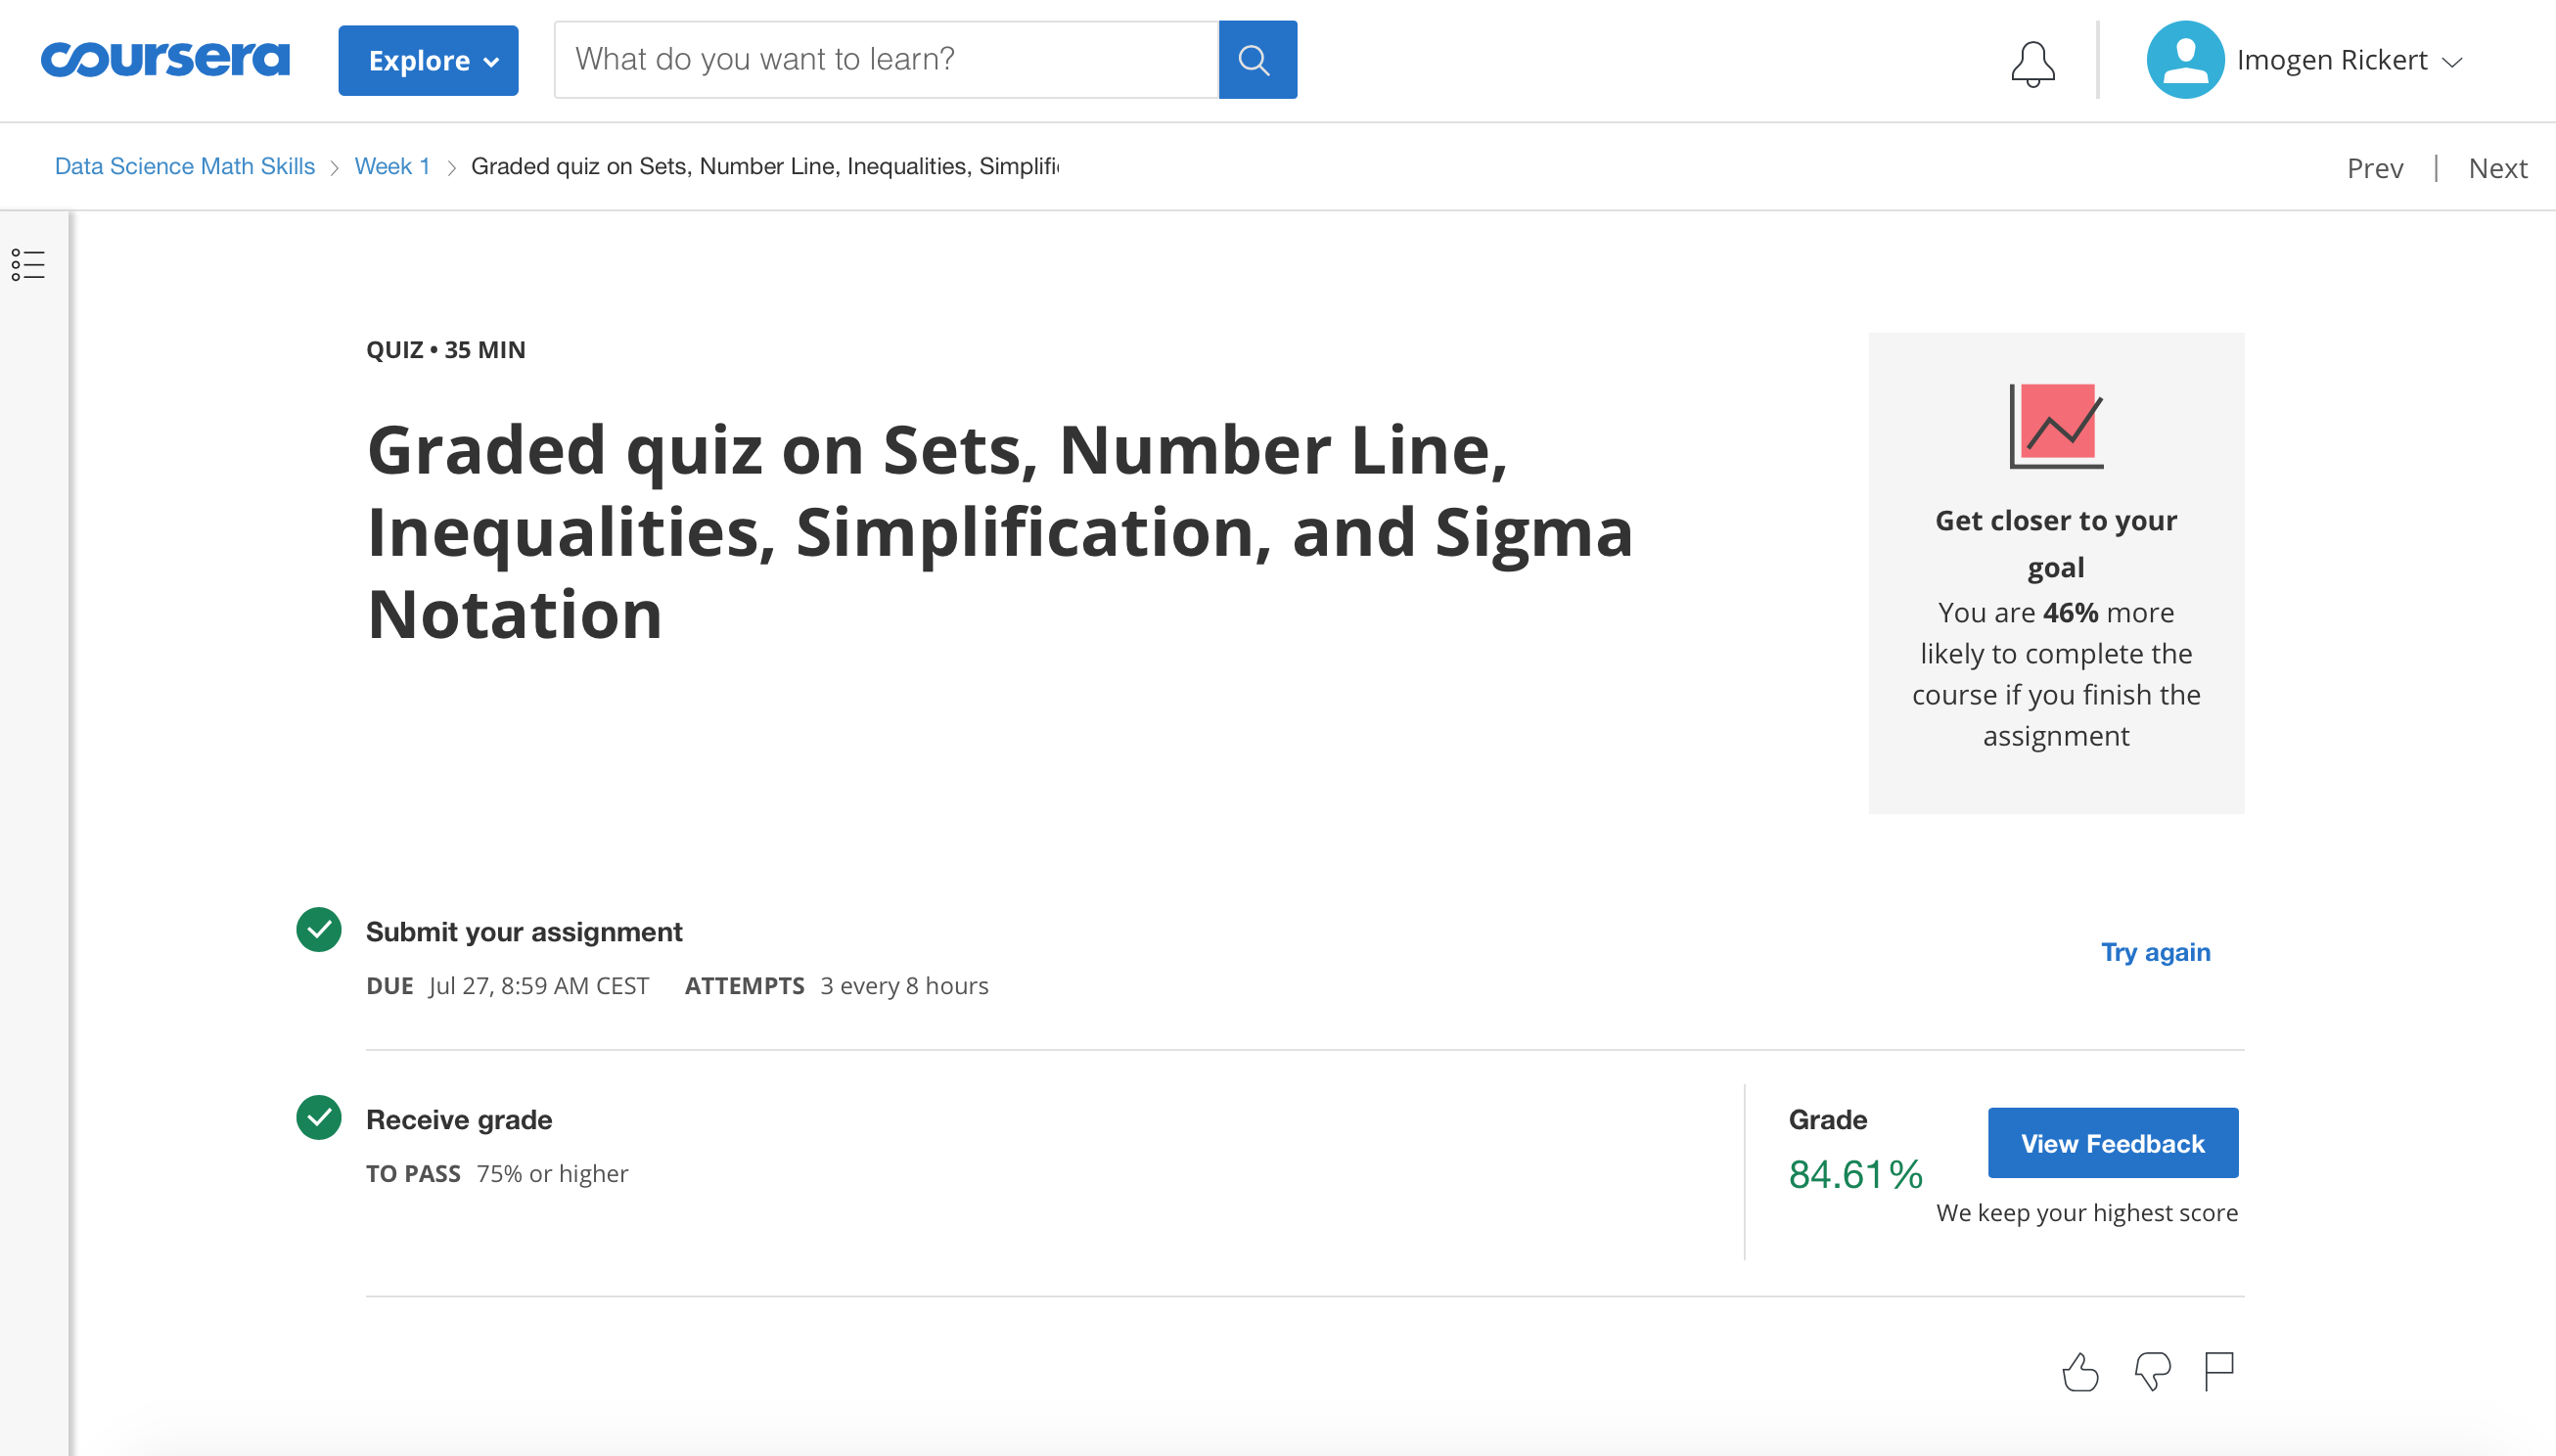 coursera
Explore
What do you want to learn?
Imogen Rickert
Data Science Math Skills
Week 1
Graded quiz on Sets, Number Line, Inequalities, Simplifi
Prev | Next
QUIZ • 35 MIN
Graded quiz on Sets, Number Line,
Inequalities, Simplification, and Sigma
Notation
Get closer to your
goal
You are 46% more
likely to complete the
course if you finish the
assignment
Submit your assignment
DUE Jul 27, 8:59 AM CEST ATTEMPTS 3 every 8 hours
Try again
Receive grade
TO PASS 75% or higher
Grade
84.61%
View Feedback
We keep your highest score